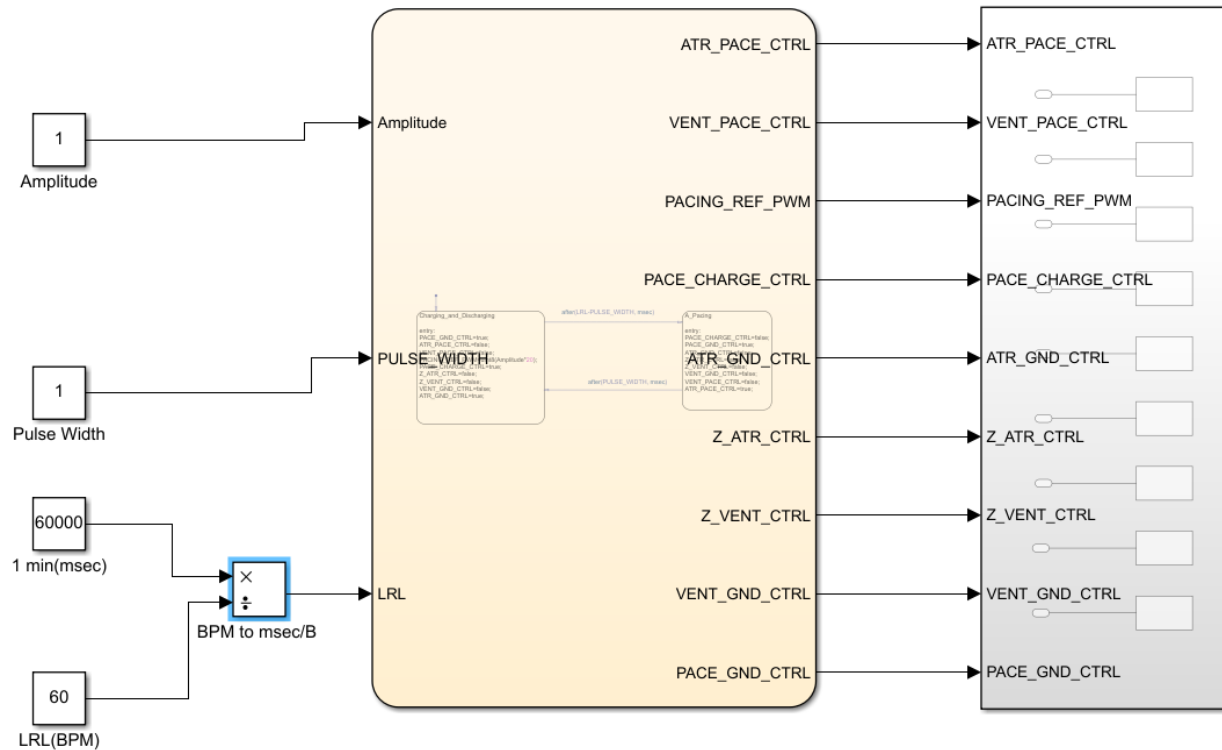 ATR_PACE_CTRL
ATR_PACE_CTRL
1
Amplitude
Amplitude
VENT_PACE_CTRL
VENT_PACE_CTRL
PACING_REF_PWM
PACING_REF_PWM
PACE_CHARGE_CTRL
PACE_CHARGE_CTRL
Charging_and_Discharging
entry:
PACE_GND_CTRL=true;
ATR_PACE_CTRL=false;
PACE_CHARGE_CTRL=true;
Z_ATR_CTRL=false;
Z_VENT_CTRL=false;
VENT_GND_CTRL=false;
ATR_GND_CTRL=true;
after(LRL-PULSE_WIDTH, msec)
after(PULSE_WIDTH, msec)
A_Pacing
entry:
PACE_CHARGE_CTRL=false;
PACE_GND_CTRL=true;
Z_VENT_CTRL=false;
VENT_GND_CTRL=false;
VENT_PACE_CTRL=false;
ATR_PACE_CTRL=true;
PULSE_WIDTH
ATR_GND_CTRL
ATR_GND_CTRL
1
Pulse Width
Z_ATR_CTRL
Z_ATR_CTRL
60000
1 min(msec)
Z_VENT_CTRL
Z_VENT_CTRL
×
÷
BPM to msec/B
LRL
VENT_GND_CTRL
VENT_GND_CTRL
60
LRL(BPM)
PACE_GND_CTRL
PACE_GND_CTRL